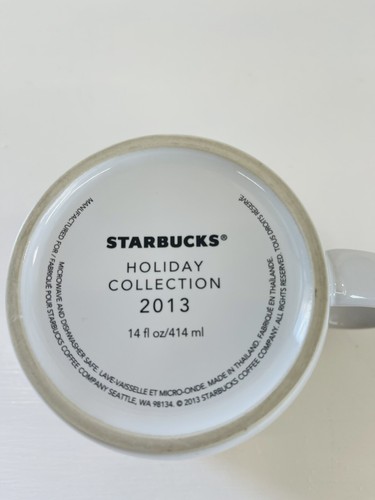 STARBUCKS®
HOLIDAY
COLLECTION
2013
14 fl oz/414 ml
MICROWAVE AND DISHWASHER SAFE. LAVE-VAISSELLE ET MICRO-ONDE. MADE IN THAILAND. FABRIQUÉ EN THAÏLANDE.
MANUFACTURED FOR / FABRIQUÉ POUR STARBUCKS COFFEE COMPANY SEATTLE, WA 98134. © 2013 STARBUCKS COFFEE COMPANY. ALL RIGHTS RESERVED. TOUS DROITS RÉSERVÉ.